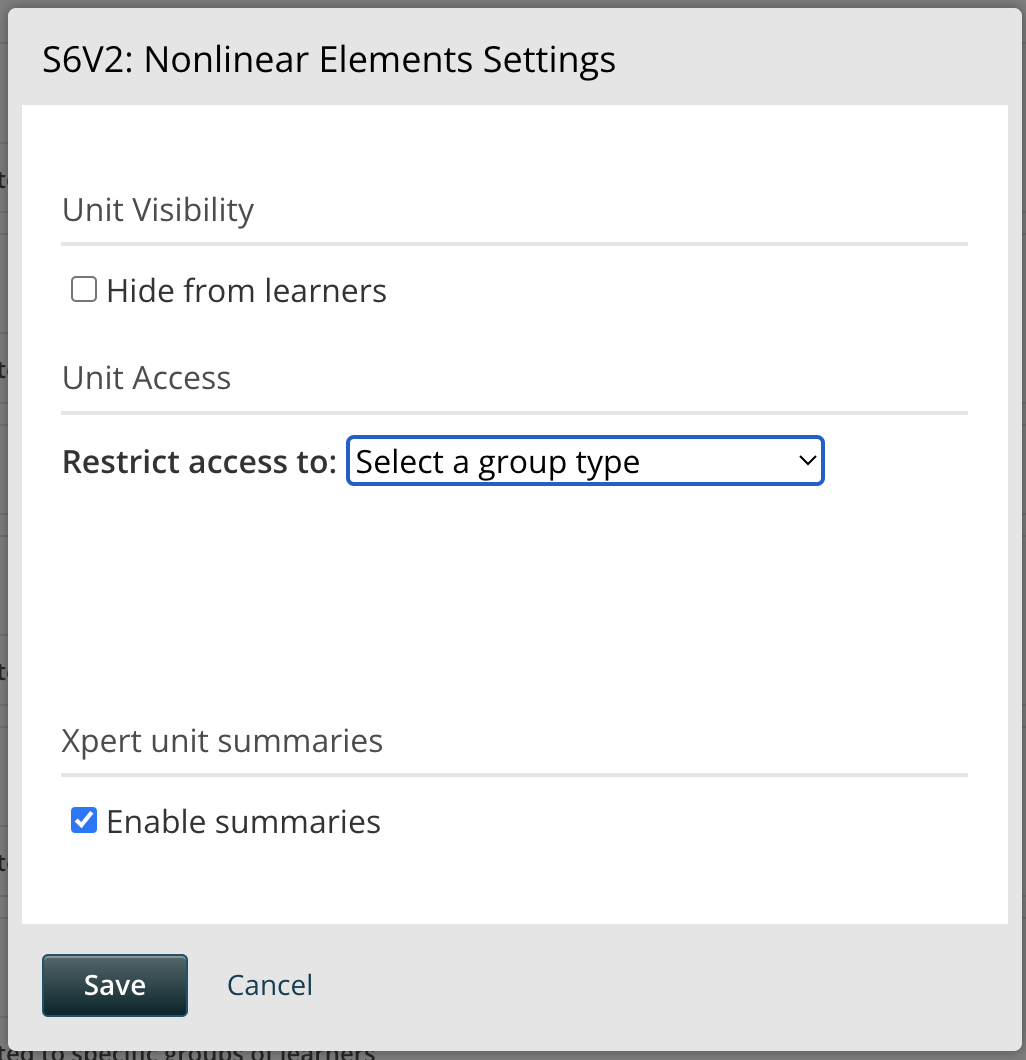 S6V2: Nonlinear Elements Settings
Unit Visibility
Hide from learners
Unit Access
Restrict access to: Select a group type
Xpert unit summaries
Enable summaries
Save Cancel
ted to specific groups of learners